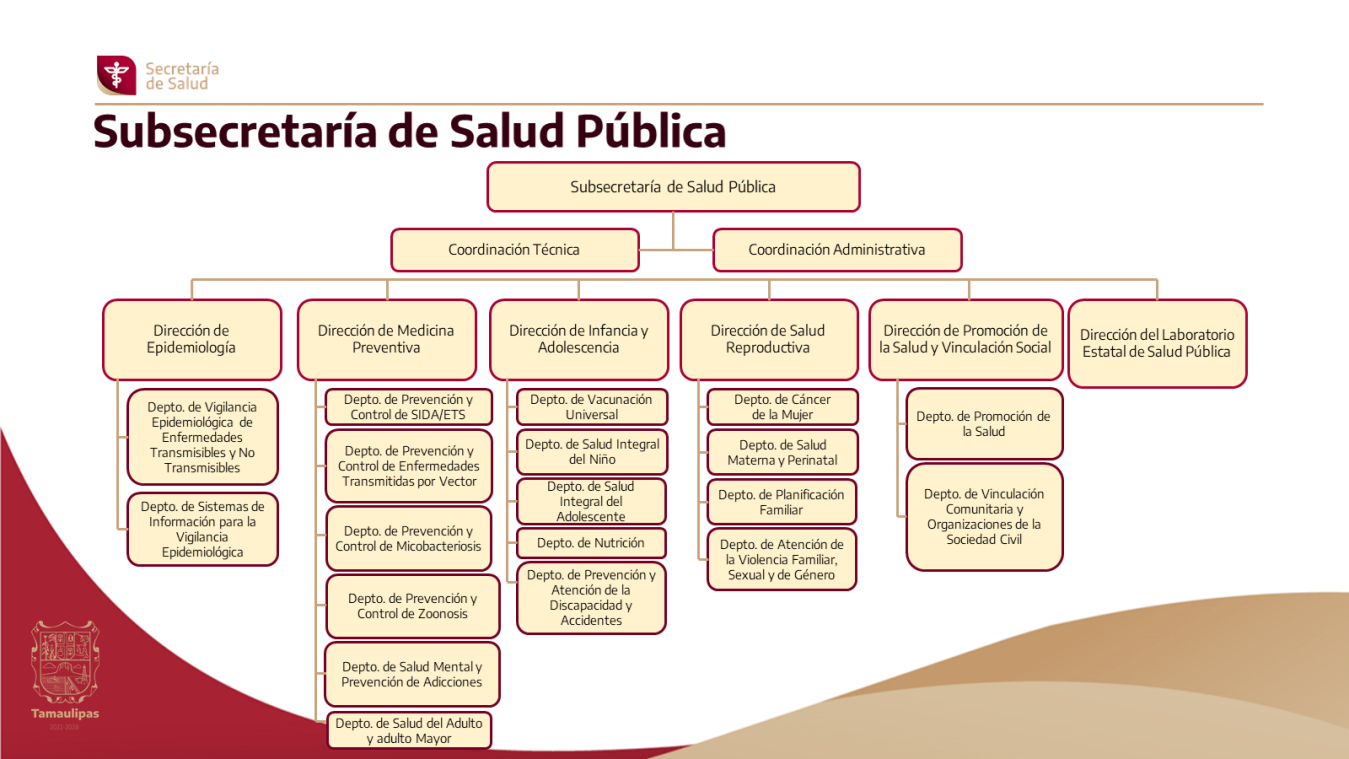 Secretaría
de Salud
Subsecretaría de Salud Pública
Subsecretaría de Salud Pública
Coordinación Técnica
Coordinación Administrativa
Dirección de
Epidemiología
Dirección de Medicina
Preventiva
Dirección de Infancia y
Adolescencia
Dirección de Salud
Reproductiva
Dirección de Promoción de
la Salud y Vinculación Social
Dirección del Laboratorio
Estatal de Salud Pública
Depto. de Vigilancia
Epidemiológica de
Enfermedades
Transmisibles y No
Transmisibles
Depto. de Sistemas de
Información para la
Vigilancia
Epidemiológica
Depto. de Prevención y
Control de SIDA/ETS
Depto. de Prevención y
Control de Enfermedades
Transmitidas por Vector
Depto. de Prevención y
Control de Micobacteriosis
Depto. de Prevención y
Control de Zoonosis
Depto. de Salud Mental y
Prevención de Adicciones
Depto. de Salud del Adulto
y adulto Mayor
Depto. de Vacunación
Universal
Depto. de Salud Integral
del Niño
Depto. de Salud
Integral del
Adolescente
Depto. de Nutrición
Depto. de Prevención y
Atención de la
Discapacidad y
Accidentes
Depto. de Cáncer
de la Mujer
Depto. de Salud
Materna y Perinatal
Depto. de Planificación
Familiar
Depto. de Atención de
la Violencia Familiar,
Sexual y de Género
Depto. de Promoción de
la Salud
Depto. de Vinculación
Comunitaria y
Organizaciones de la
Sociedad Civil
Tamaulipas
2022-2028